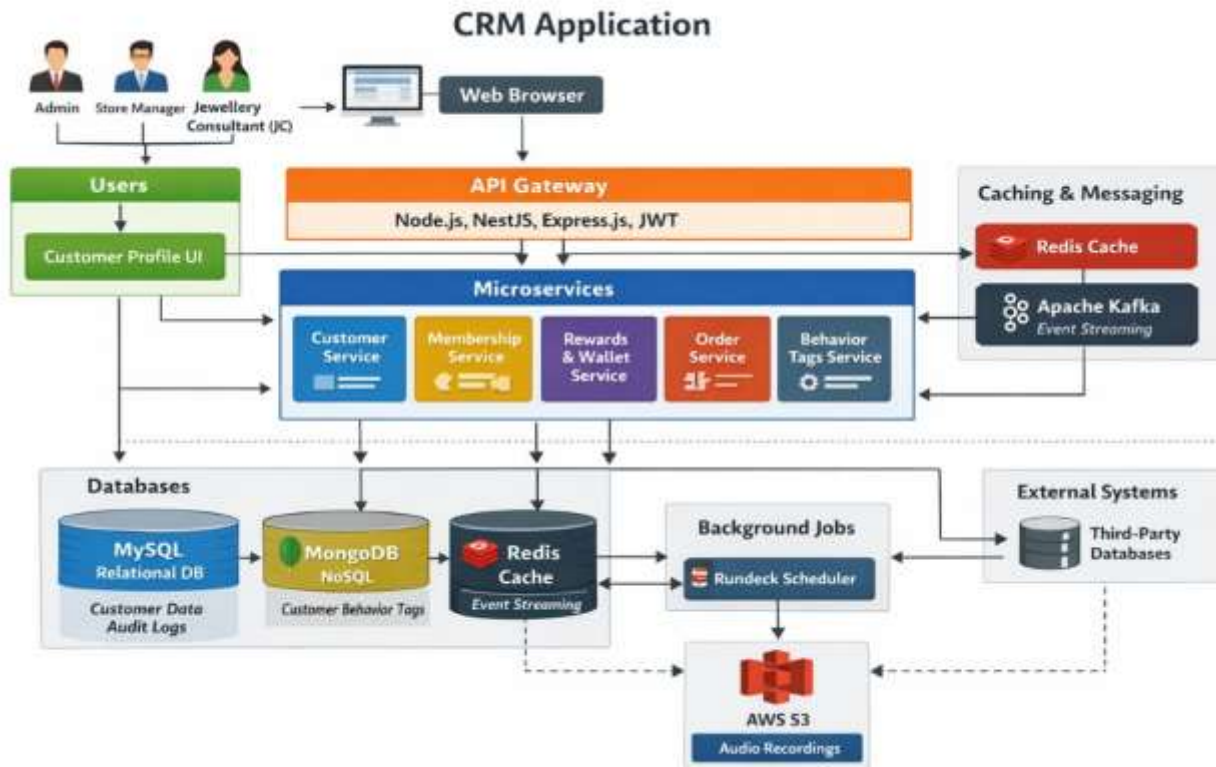 CRM Application
Admin
Store Manager
Jewellery
Consultant (JC)
Web Browser
Users
Customer Profile UI
API Gateway
Node.js, NestJS, Express.js, JWT
Caching & Messaging
Redis Cache
Apache Kafka
Event Streaming
Microservices
Customer
Service
Membership
Service
Rewards
& Wallet
Service
Order
Service
Behavior
Tags Service
Databases
MySQL
Relational DB
Customer Data
Audit Logs
MongoDB
NoSQL
Customer Behavior Tags
Redis
Cache
Event Streaming
Background Jobs
Rundeck Scheduler
External Systems
Third-Party
Databases
AWS S3
Audio Recordings